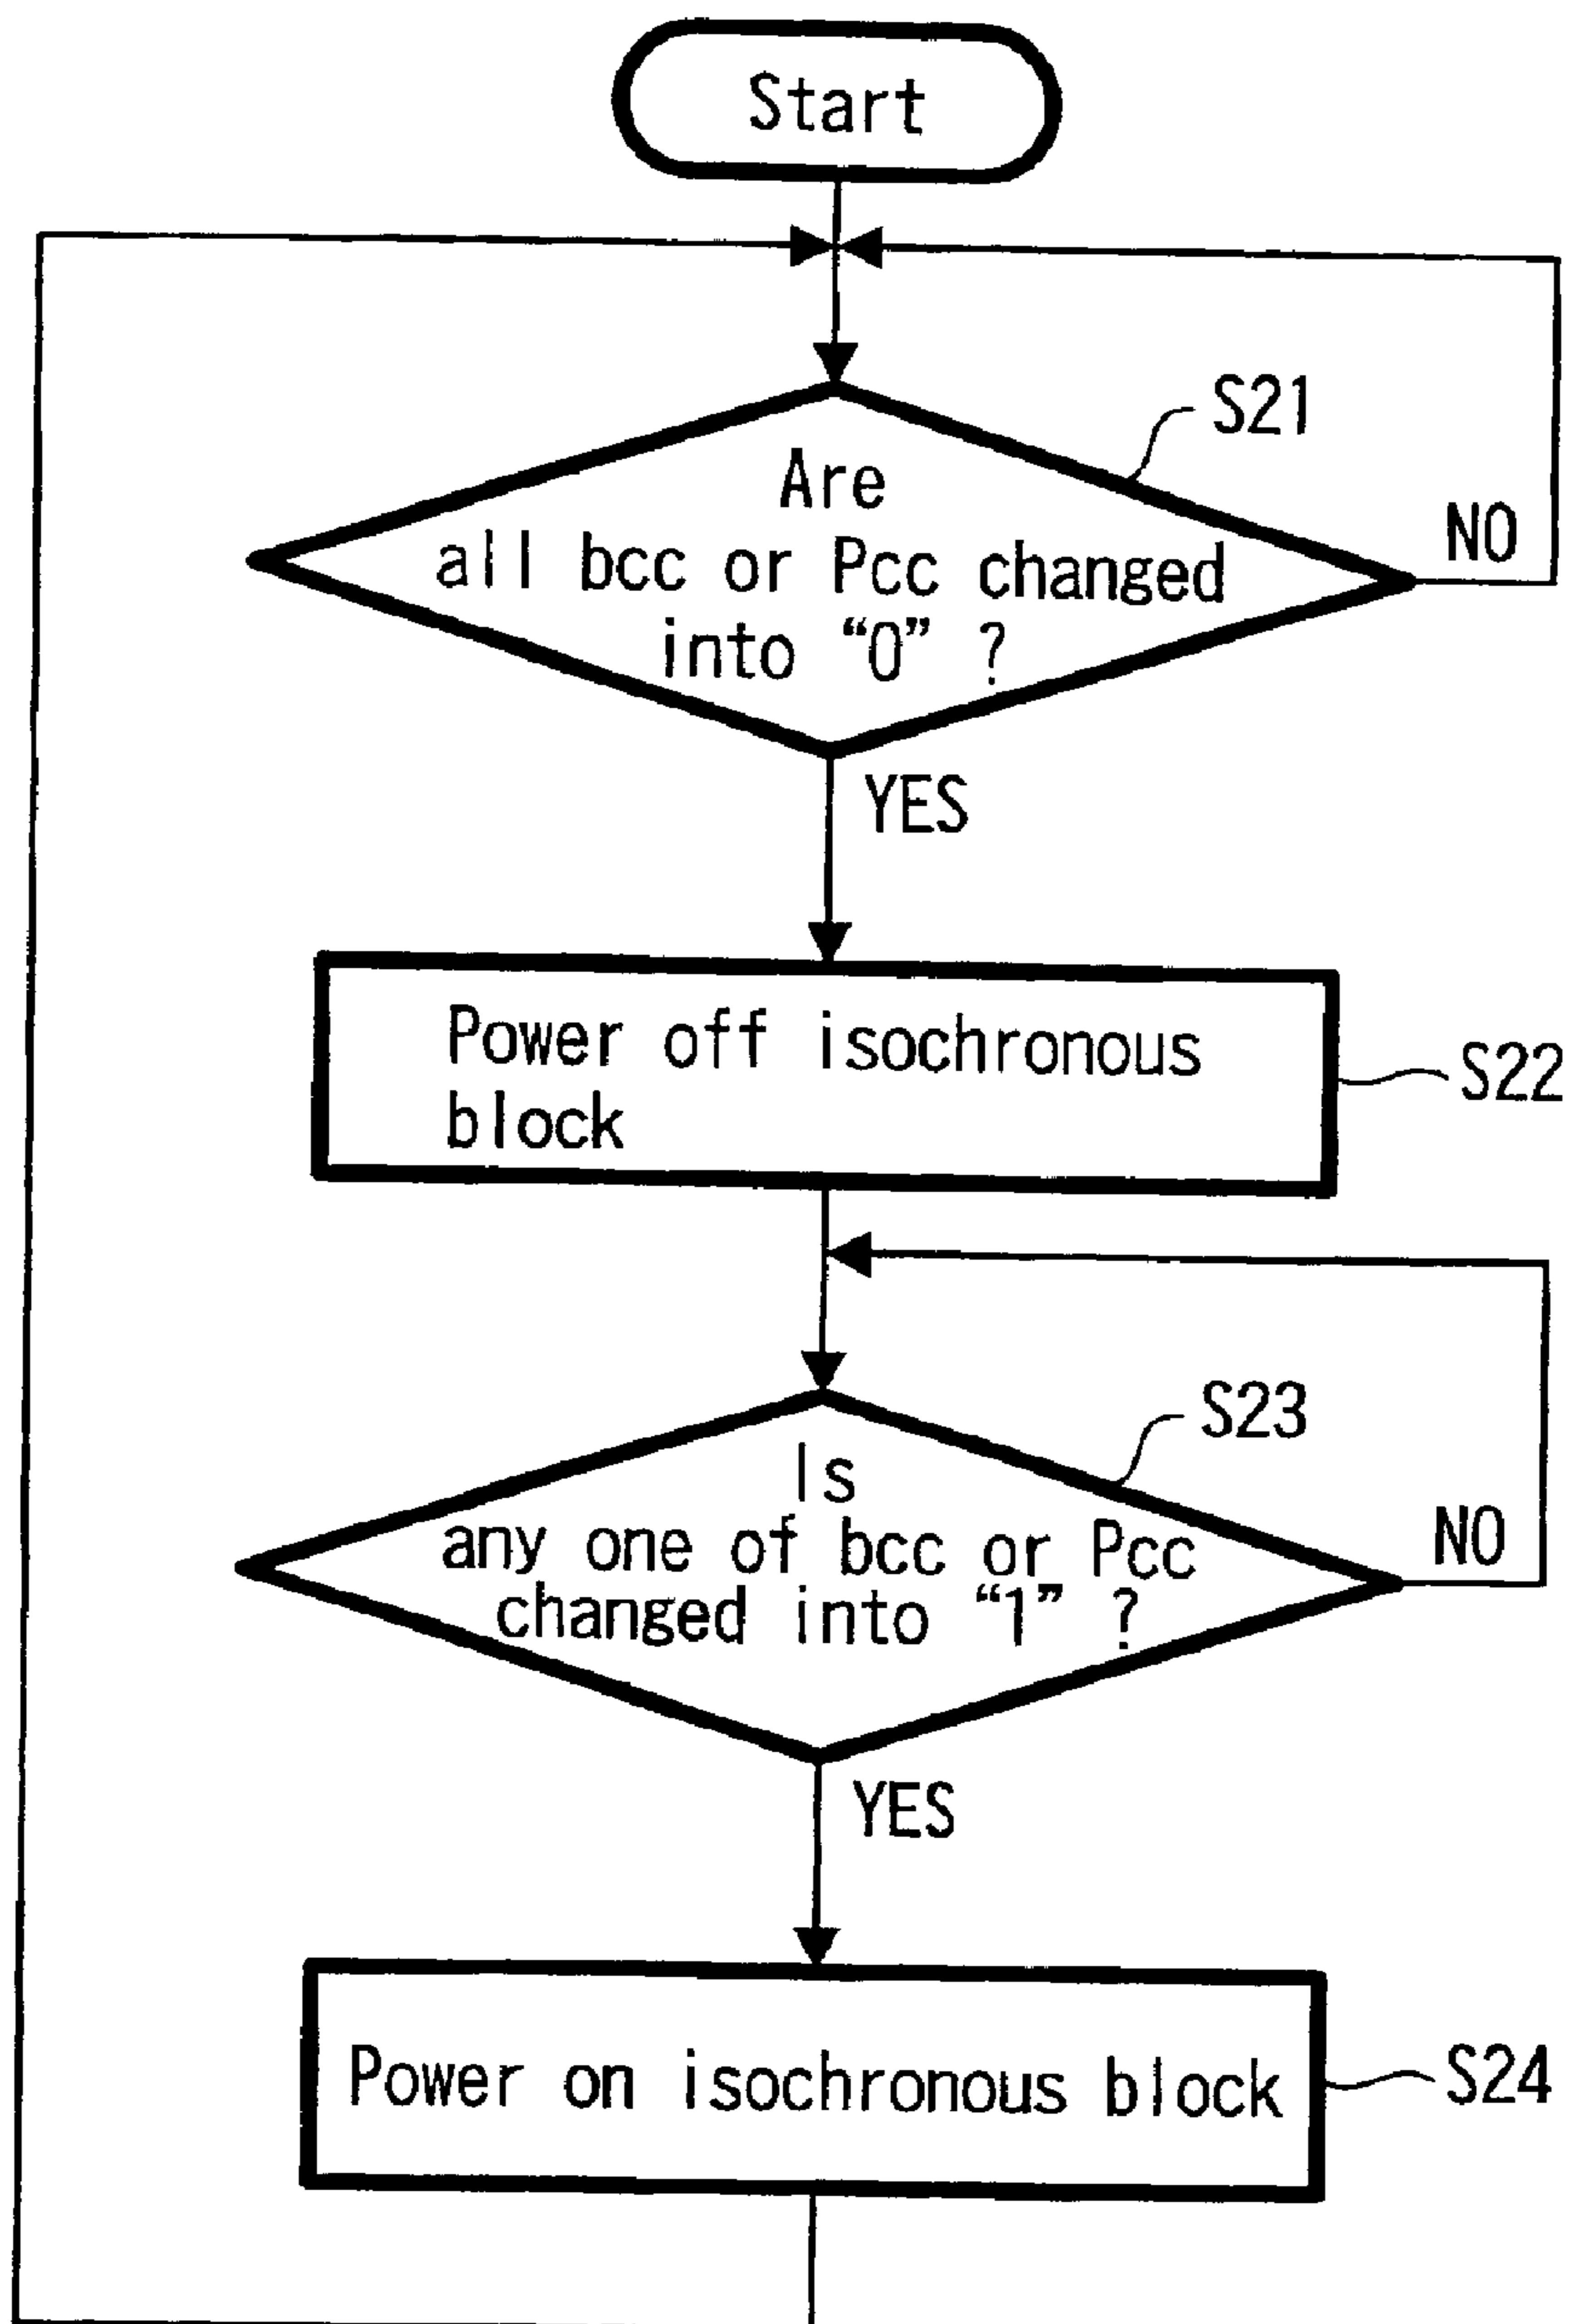 Start
S21
Are
all bcc or Pcc changed
into “0” ?
NO
YES
Power off isochronous
block
S22
S23
Is
any one of bcc or Pcc
changed into “1” ?
NO
YES
Power on isochronous block
S24